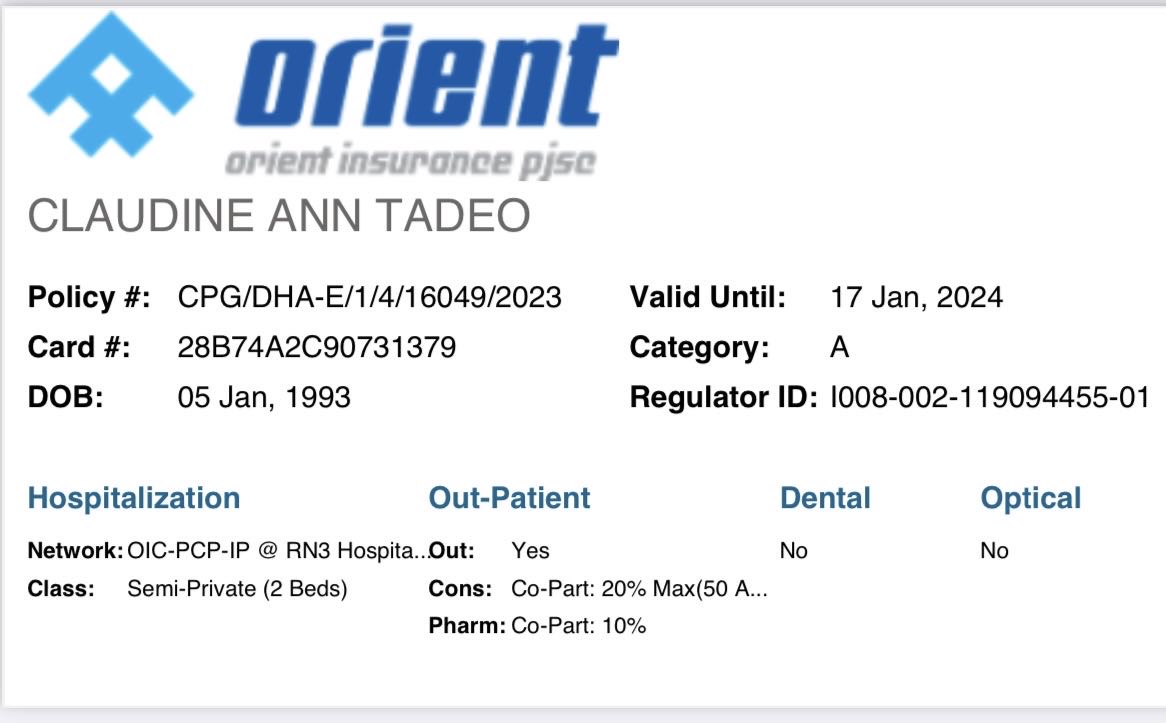 orient
orient insurance pjsc
CLAUDINE ANN TADEO
Policy #: CPG/DHA-E/1/4/16049/2023 Valid Until: 17 Jan, 2024
Card #: 28B74A2C90731379 Category: A
DOB: 05 Jan, 1993 Regulator ID: I008-002-119094455-01
Hospitalization Out-Patient Dental Optical
Network: OIC-PCP-IP @ RN3 Hospita... Out: Yes No No
Class: Semi-Private (2 Beds) Cons: Co-Part: 20% Max(50 A...
Pharm: Co-Part: 10%